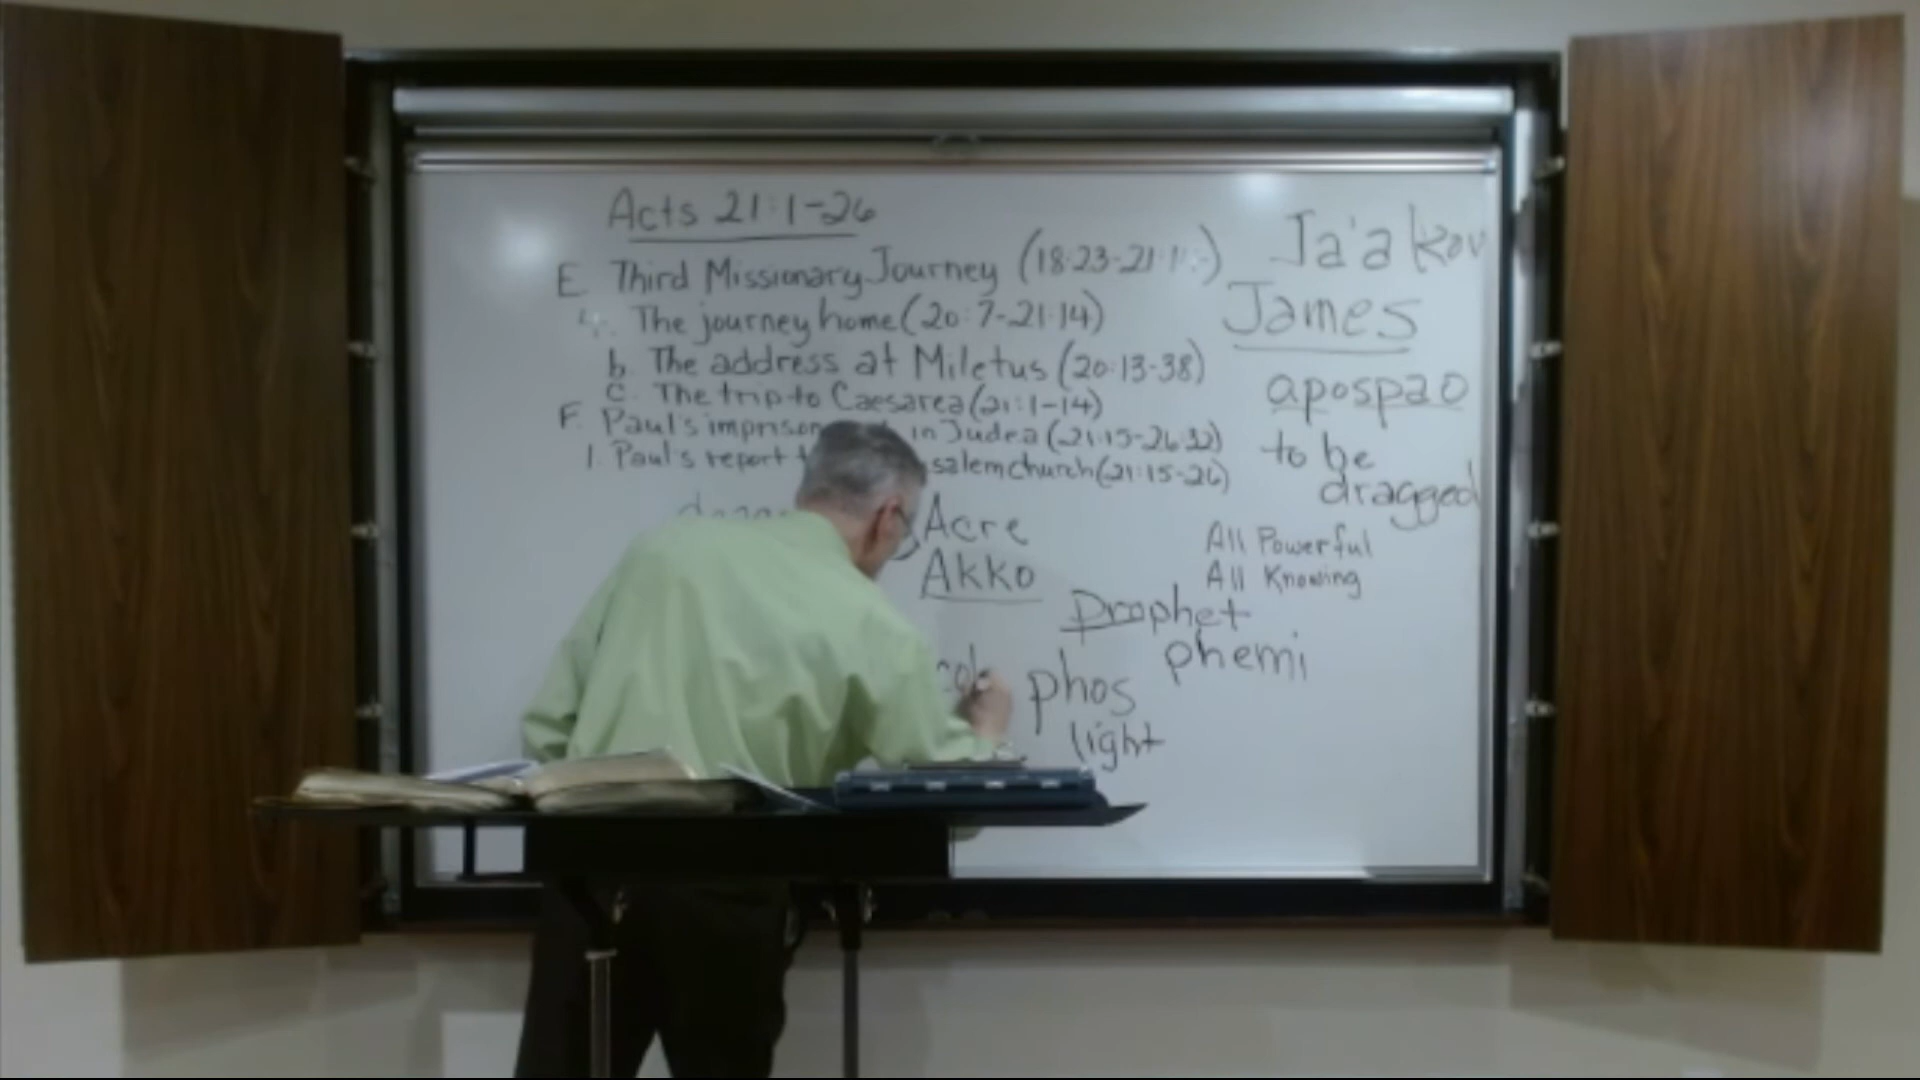 Acts 21:1-26
E. Third Missionary Journey (18:23-21:1
4. The journey home (20:7-21:14)
b. The address at Miletus (20:13-38)
c. The trip to Caesarea (21:1-14)
F. Paul's in Judea (21:15-26:32)
1. Paul's report church (21:15-26)
Ja'akov
James
apospao
to be
dragged
Acre
Akko
All Powerful
All Knowing
Prophet
phemi
phos
light